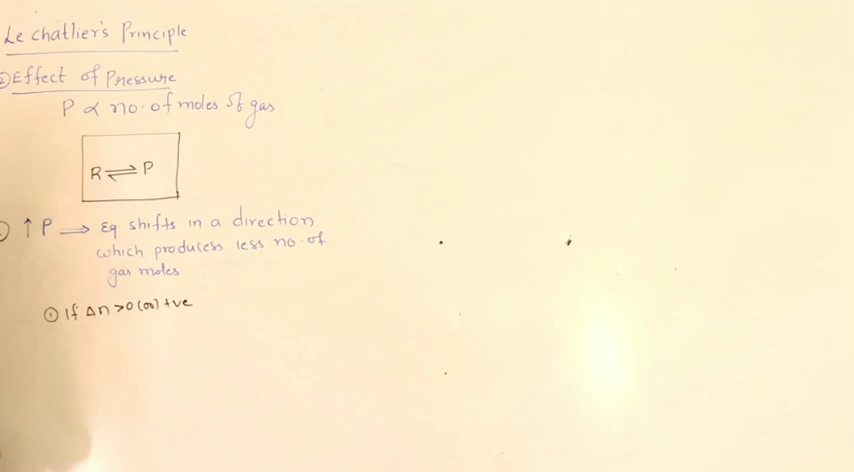 Le chatlier's Principle
②Effect of Pressure
P ∝ no. of moles of gas
R ⇌ P
↑ P ⟹ Eq shifts in a direction
which producess less no. of
gas moles
① If Δn >0 (or) +ve